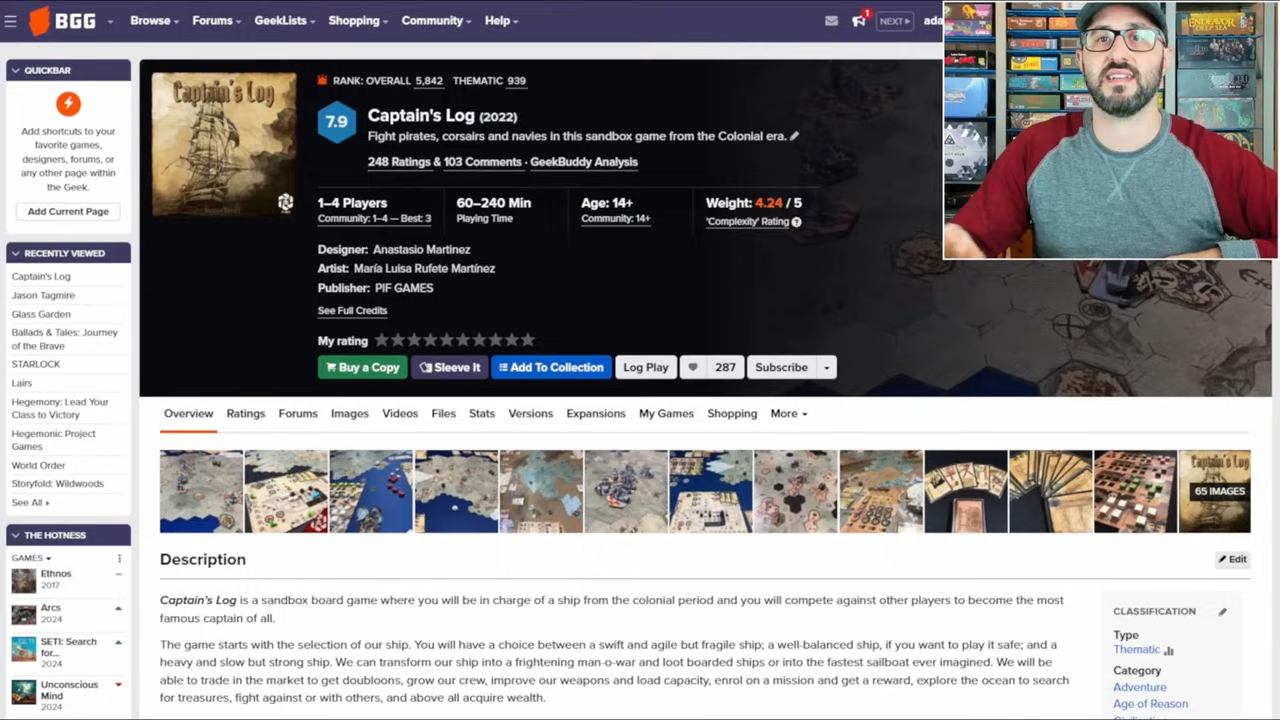 BGG
Browse
Forums
GeekLists
Shopping
Community
Help
1
NEXT
ada
ENDEAVOR
DEEP SEA
QUICKBAR
Add shortcuts to your
favorite games,
designers, forums, or
any other page within
the Geek.
Add Current Page
RECENTLY VIEWED
Captain's Log
Jason Tagmire
Glass Garden
Ballads & Tales: Journey
of the Brave
STARLOCK
Lairs
Hegemony: Lead Your
Class to Victory
Hegemonic Project
Games
World Order
Storyfold: Wildwoods
See All »
THE HOTNESS
GAMES
Ethnos
2017
Arcs
2024
SETI: Search
for...
2024
Unconscious
Mind
2024
Captain's Log
RANK: OVERALL 5,842 THEMATIC 939
7.9
Captain's Log (2022)
Fight pirates, corsairs and navies in this sandbox game from the Colonial era.
248 Ratings & 103 Comments · GeekBuddy Analysis
1–4 Players
Community: 1–4 — Best: 3
60–240 Min
Playing Time
Age: 14+
Community: 14+
Weight: 4.24 / 5
'Complexity' Rating
Designer: Anastasio Martinez
Artist: María Luisa Rufete Martínez
Publisher: PIF GAMES
See Full Credits
My rating
Buy a Copy
Sleeve It
Add To Collection
Log Play
287
Subscribe
Overview
Ratings
Forums
Images
Videos
Files
Stats
Versions
Expansions
My Games
Shopping
More
Captain's Log
65 IMAGES
Description
Edit
Captain's Log is a sandbox board game where you will be in charge of a ship from the colonial period and you will compete against other players to become the most
famous captain of all.
The game starts with the selection of our ship. You will have a choice between a swift and agile but fragile ship; a well-balanced ship, if you want to play it safe; and a
heavy and slow but strong ship. We can transform our ship into a frightening man-o-war and loot boarded ships or into the fastest sailboat ever imagined. We will be
able to trade in the market to get doubloons, grow our crew, improve our weapons and load capacity, enrol on a mission and get a reward, explore the ocean to search
for treasures, fight against or with others, and above all acquire wealth.
CLASSIFICATION
Type
Thematic
Category
Adventure
Age of Reason